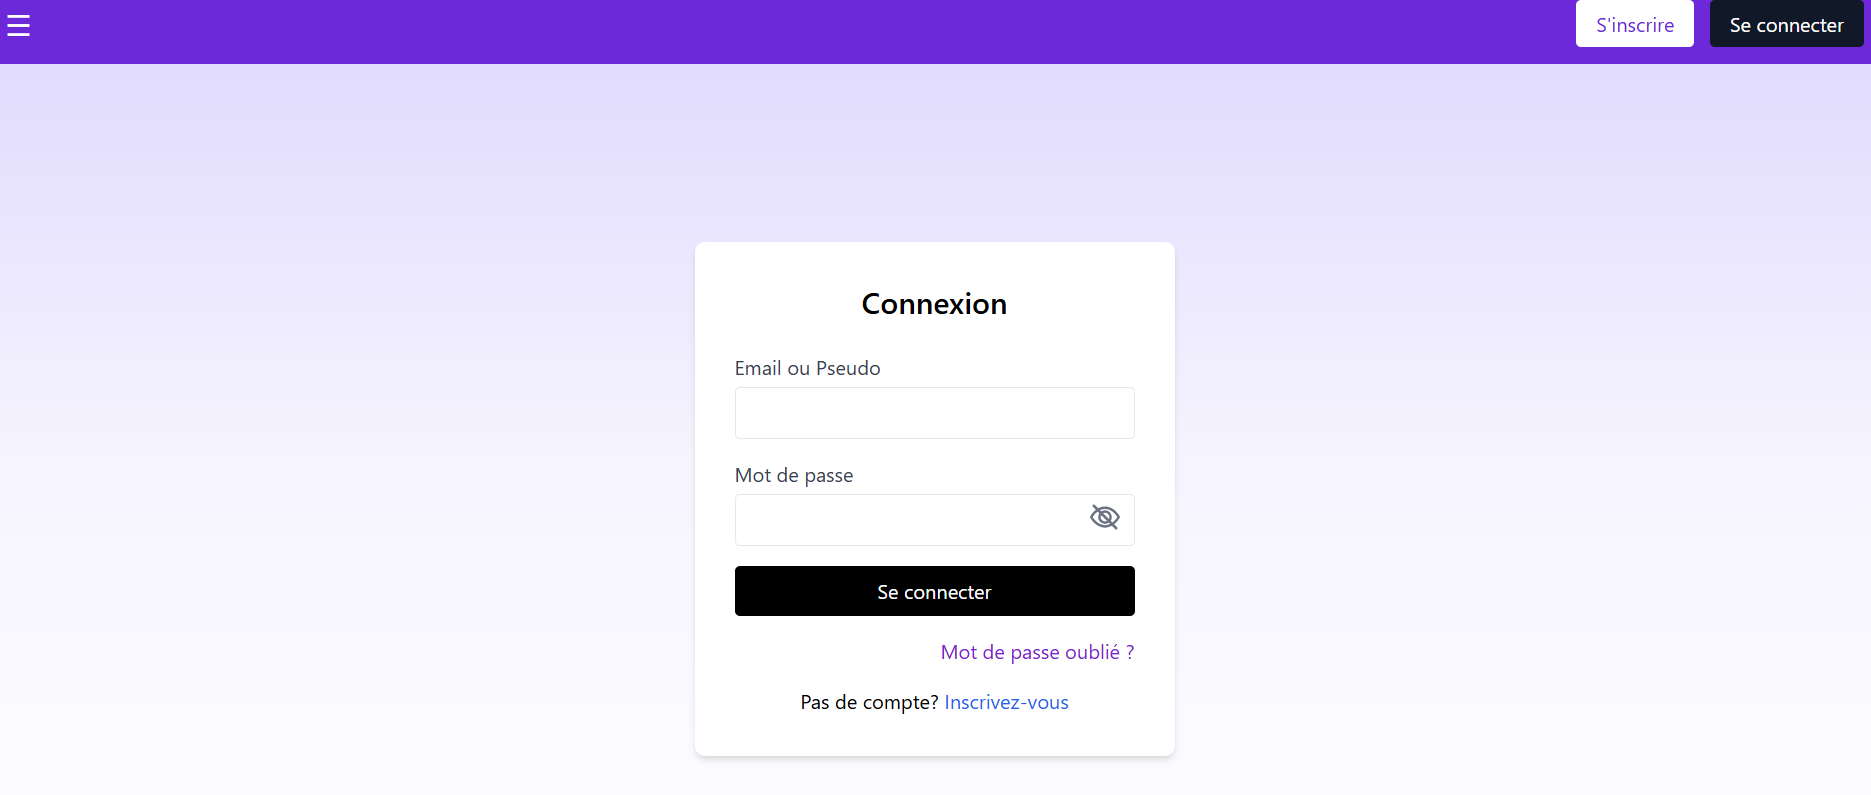 S'inscrire
Se connecter
Connexion
Email ou Pseudo
Mot de passe
Se connecter
Mot de passe oublié ?
Pas de compte? Inscrivez-vous